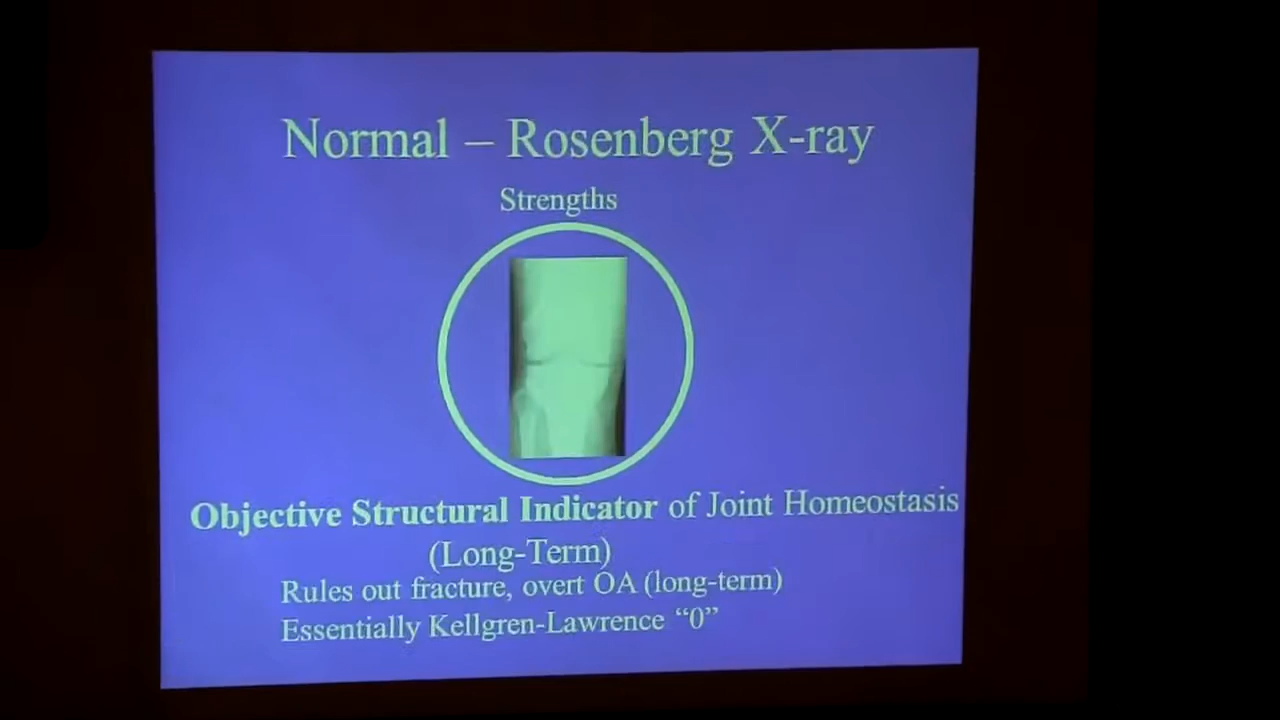 Normal – Rosenberg X-ray
Strengths
Objective Structural Indicator of Joint Homeostasis
(Long-Term)
Rules out fracture, overt OA (long-term)
Essentially Kellgren-Lawrence “0”